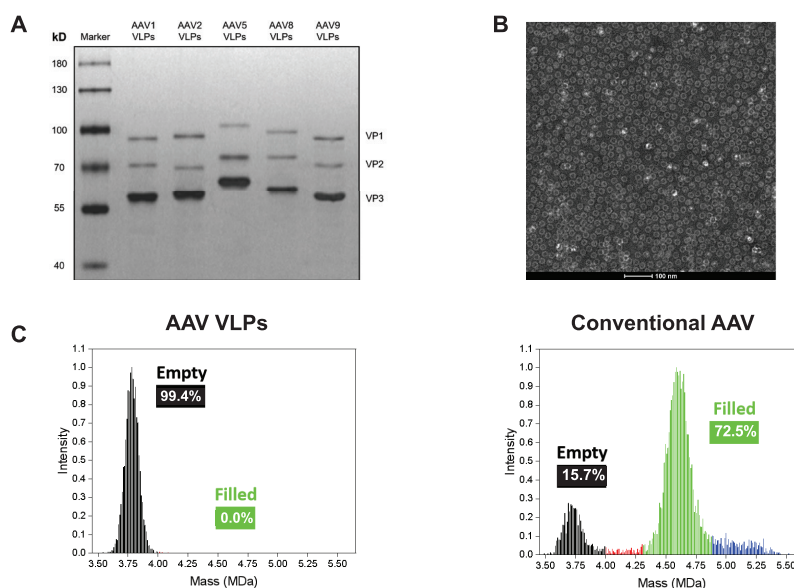 A
kD
Marker
AAV1 VLPs
AAV2 VLPs
AAV5 VLPs
AAV8 VLPs
AAV9 VLPs
180
130
100
70
55
40
VP1
VP2
VP3
B
100 nm
C
AAV VLPs
Intensity
1.1
1.0
0.9
0.8
0.7
0.6
0.5
0.4
0.3
0.2
0.1
0.0
Empty
99.4%
Filled
0.0%
3.50 3.75 4.00 4.25 4.50 4.75 5.00 5.25 5.50
Mass (MDa)
Conventional AAV
Intensity
1.1
1.0
0.9
0.8
0.7
0.6
0.5
0.4
0.3
0.2
0.1
0.0
Filled
72.5%
Empty
15.7%
3.50 3.75 4.00 4.25 4.50 4.75 5.00 5.25 5.50
Mass (MDa)